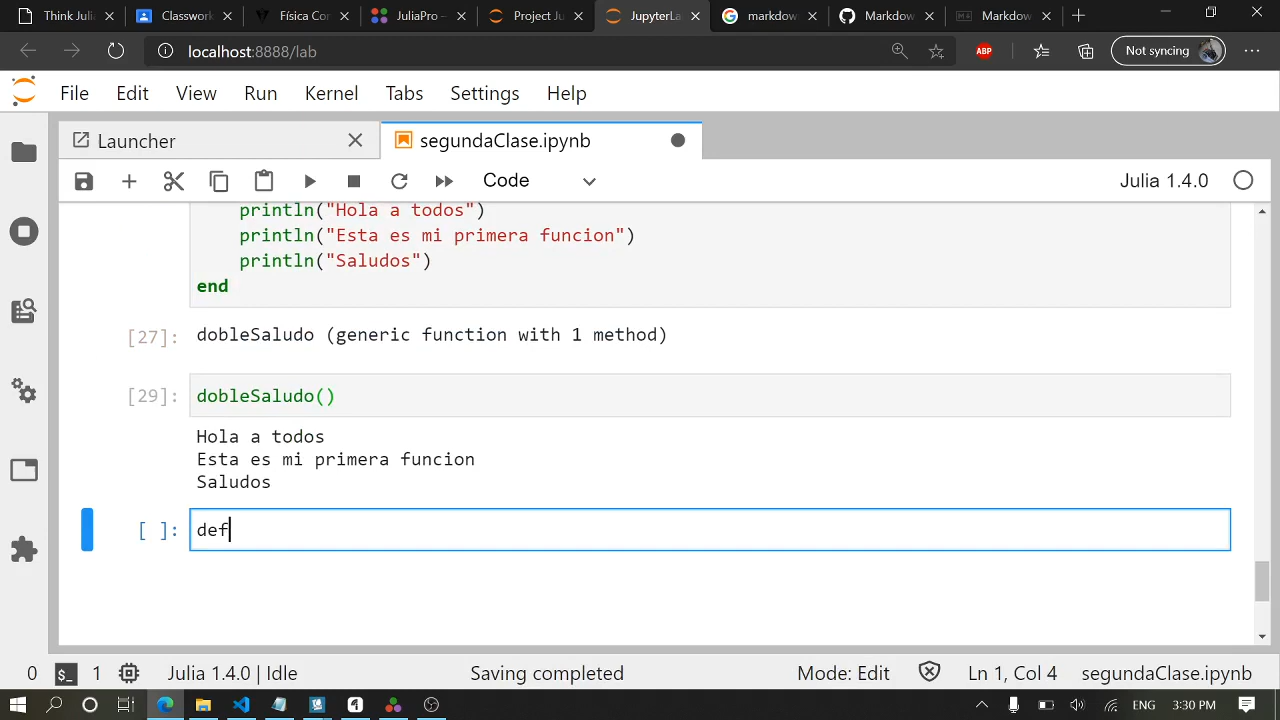 Think Julia
Classwork
Física Con
JuliaPro –
Project Ju
JupyterLa
markdow
Markdow
Markdow
localhost:8888/lab
ABP
Not syncing
File Edit View Run Kernel Tabs Settings Help
Launcher
segundaClase.ipynb
Code
Julia 1.4.0
println("Hola a todos")
println("Esta es mi primera funcion")
println("Saludos")
end
[27]: dobleSaludo (generic function with 1 method)
[29]: dobleSaludo()
Hola a todos
Esta es mi primera funcion
Saludos
[ ]: def
0 $_ 1 Julia 1.4.0 | Idle Saving completed Mode: Edit Ln 1, Col 4 segundaClase.ipynb
ENG 3:30 PM